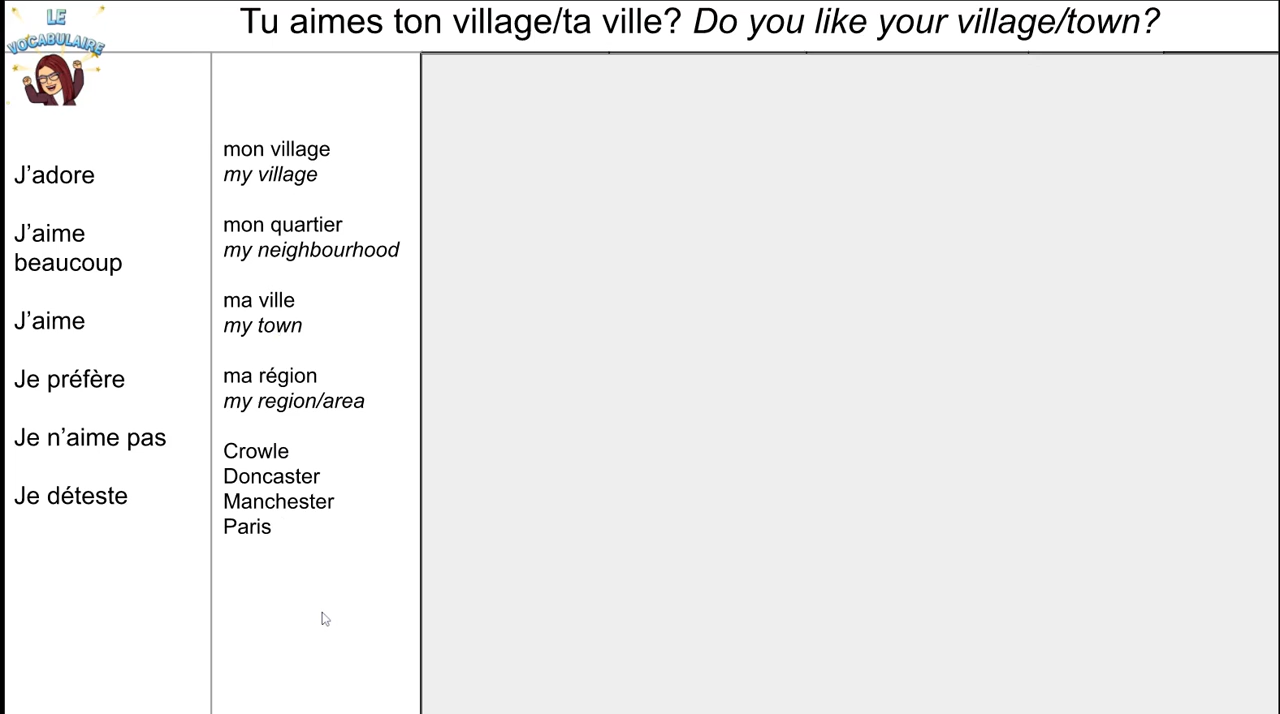 LE
VOCABULAIRE
Tu aimes ton village/ta ville? Do you like your village/town?
J'adore
J'aime
beaucoup
J'aime
Je préfère
Je n'aime pas
Je déteste
mon village
my village
mon quartier
my neighbourhood
ma ville
my town
ma région
my region/area
Crowle
Doncaster
Manchester
Paris